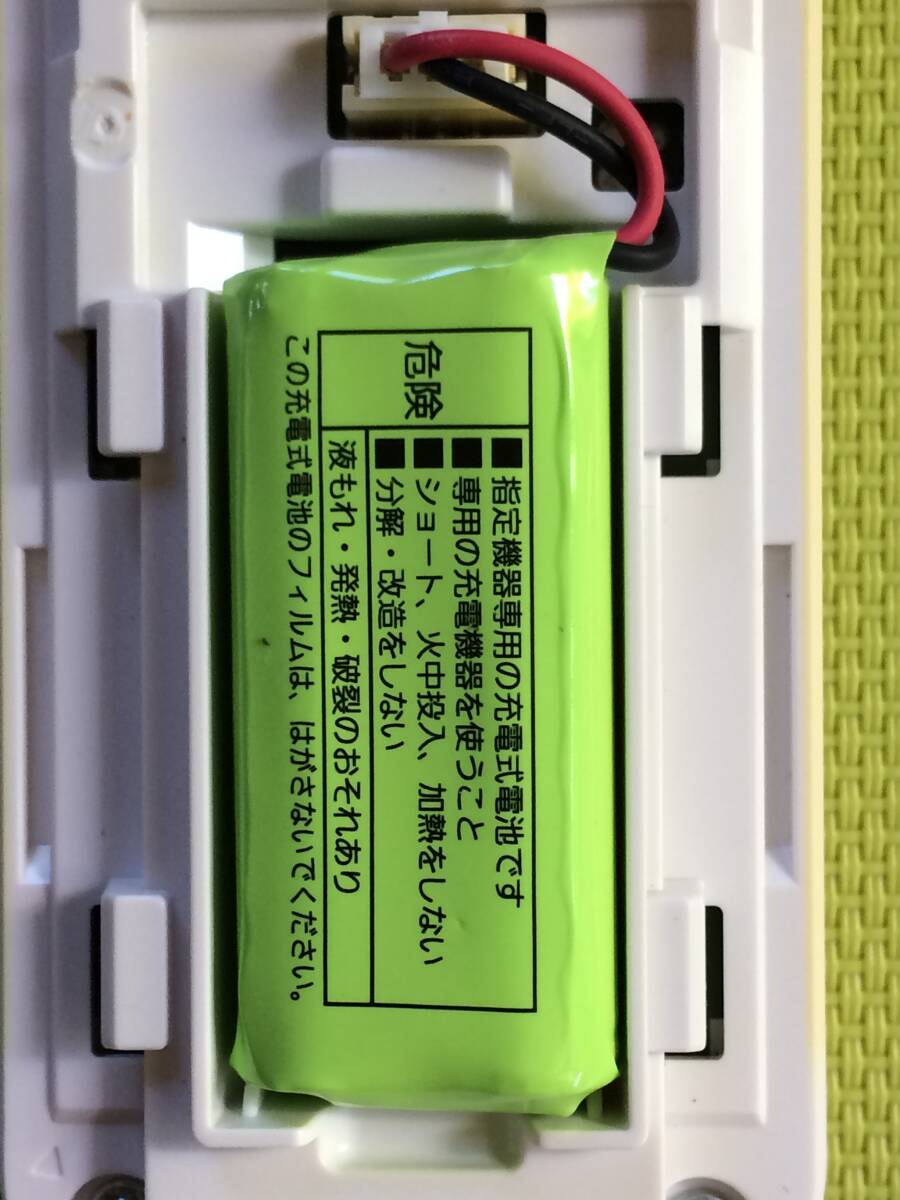 危険
■指定機器専用の充電式電池です
■専用の充電機器を使うこと
■ショート、火中投入、加熱をしない
■分解・改造をしない
液もれ・発熱・破裂のおそれあり
この充電式電池のフィルムは、はがさないでください。